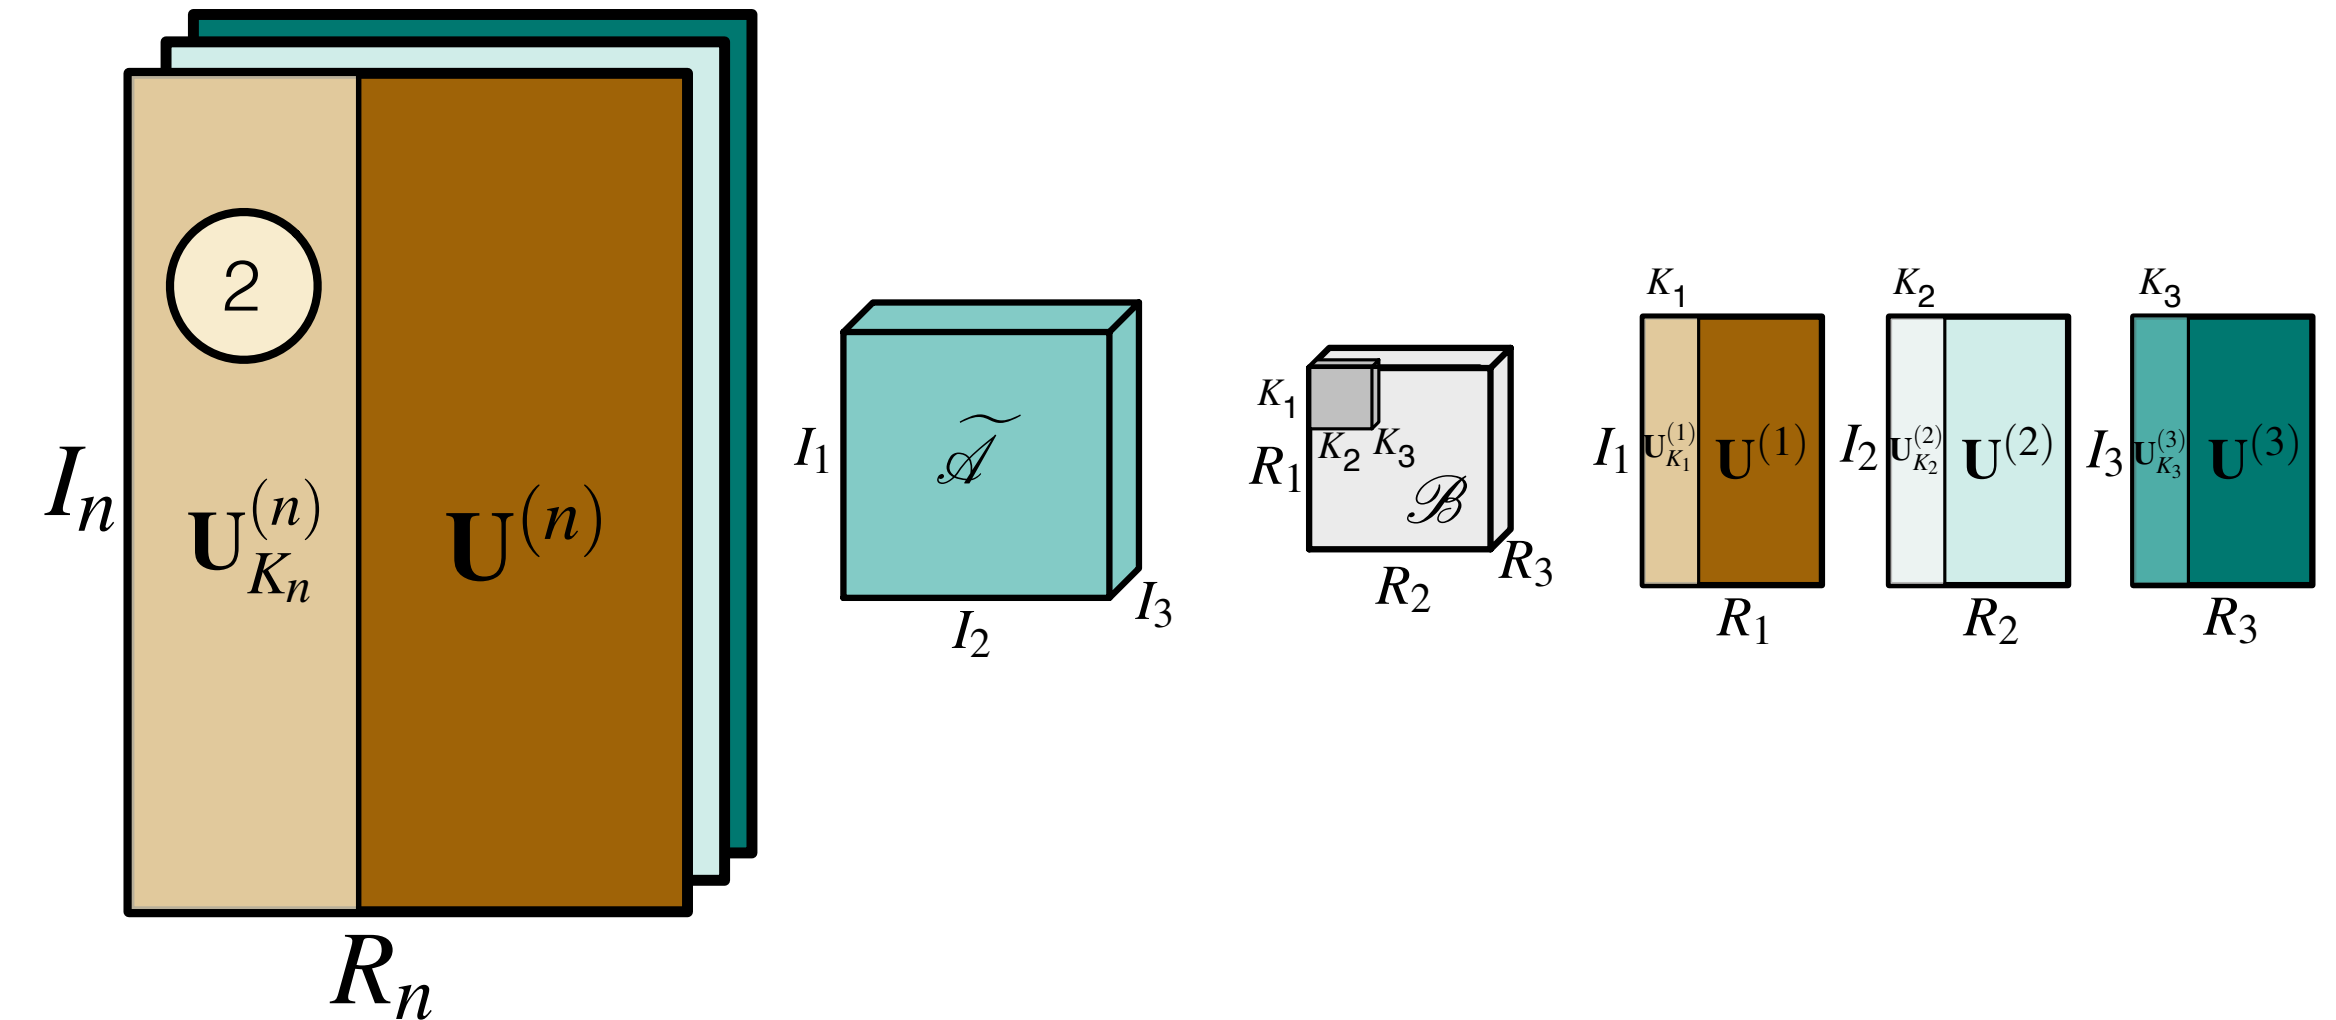 2
I_n
U^{(n)}_{K_n}
U^{(n)}
R_n
I_1
\widetilde{𝒜}
I_2
I_3
K_1
K_2
K_3
R_1
ℬ
R_2
R_3
K_1
I_1
U^{(1)}_{K_1}
U^{(1)}
R_1
K_2
I_2
U^{(2)}_{K_2}
U^{(2)}
R_2
K_3
I_3
U^{(3)}_{K_3}
U^{(3)}
R_3